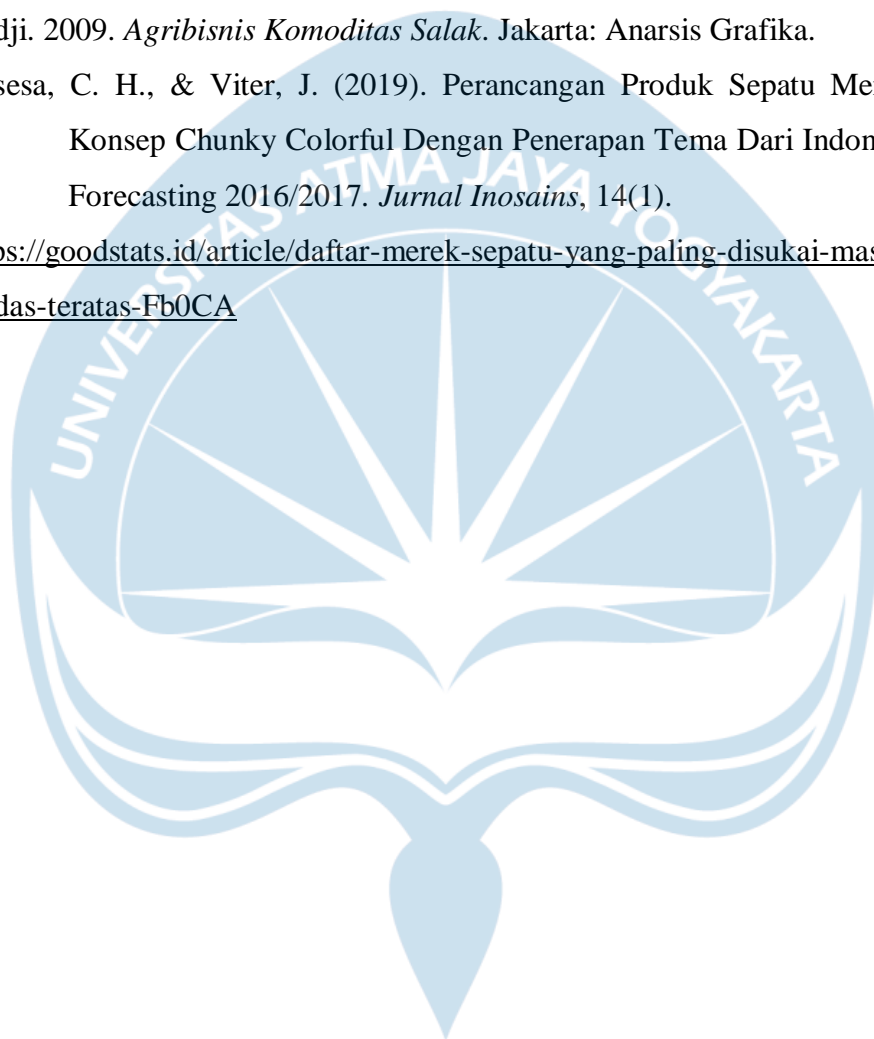 dji. 2009. Agribisnis Komoditas Salak. Jakarta: Anarsis Grafika.
sesa, C. H., & Viter, J. (2019). Perancangan Produk Sepatu Mer
Konsep Chunky Colorful Dengan Penerapan Tema Dari Indon
Forecasting 2016/2017. Jurnal Inosains, 14(1).
ps://goodstats.id/article/daftar-merek-sepatu-yang-paling-disukai-mas
das-teratas-Fb0CA
UNIVERSITAS ATMA JAYA YOGYAKARTA